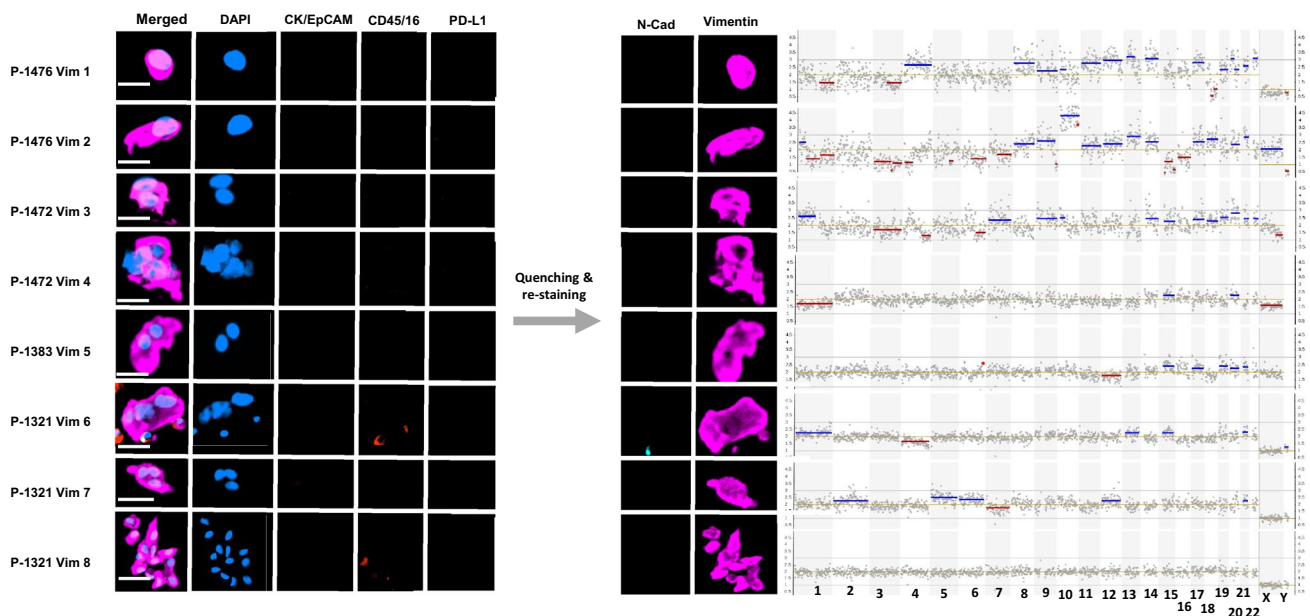 Merged DAPI CK/EpCAM CD45/16 PD-L1 N-Cad Vimentin
P-1476 Vim 1
P-1476 Vim 2
P-1472 Vim 3
P-1472 Vim 4
Quenching &
re-staining
P-1383 Vim 5
P-1321 Vim 6
P-1321 Vim 7
P-1321 Vim 8
1 2 3 4 5 6 7 8 9 10 11 12 13 14 15 16 17 18 19 20 21 22 X Y